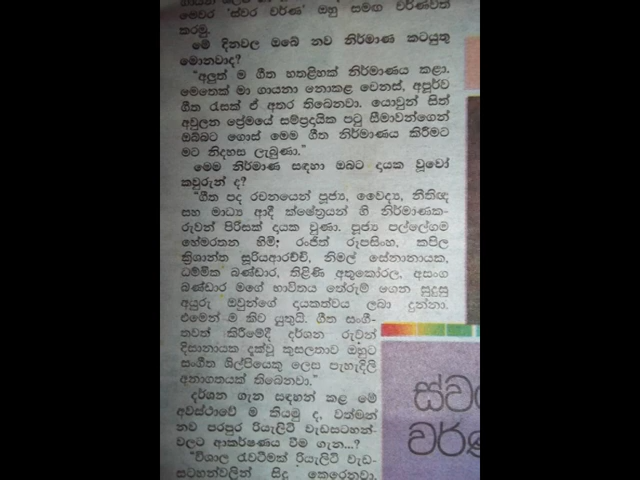 මෙවර 'ස්වර වර්ණ' ඔහු සමඟ වර්ණවත්
කරමු.
මේ දිනවල ඔබේ නව නිර්මාණ කටයුතු
මොනවාද?
"අලුත් ම ගීත හතළිහක් නිර්මාණය කළා.
මෙතෙක් මා ගායනා නොකළ ටෙනස්, අපූර්ව
ගීත රැසක් ඒ අතර තිබෙනවා. යොවුන් සිත්
අවුලන ප්‍රේමයේ සම්ප්‍රදායික පටු සීමාවන්ගෙන්
ඔබ්බට ගොස් මෙම ගීත නිර්මාණය කිරීමට
මට නිදහස ලැබුණා."
මෙම නිර්මාණ සඳහා ඔබට දායක වූවෝ
කවුරුන් ද?
"ගීත පද රචනයෙන් පූජ්‍ය, වෛද්‍ය, නීතිඥ
සහ මාධ්‍ය ආදී ක්ෂේත්‍රයන් ගී නිර්මාණක-
රුවන් පිරිසක් දායක වුණා. පූජ්‍ය පල්ලේගම
හේමරතන හිමි; රංජිත් රූපසිංහ, කපිල
ක්‍රිශාන්ත සූරියආරච්චි, නිමල් සේනානායක,
ධම්මික බණ්ඩාර, තිළිණි අතුකෝරල, අසංග
බණ්ඩාර මගේ භාවිතය තේරුම් ගෙන සුදුසු
අයුරු ඔවුන්ගේ දායකත්වය ලබා දුන්නා.
එමෙන් ම කිව යුතුයි. ගීත සංගී-
තවත් කිරීමේදී දර්ශන රුවන්
දිසානායක දක්වූ කුසලතාව ඔහුට
සංගීත ශිල්පියෙකු ලෙස පැහැදිලි
අනාගතයක් තිබෙනවා."
දර්ශන ගැන සඳහන් කළ මේ
අවස්ථාවේ ම කියමු ද, වත්මන්
නව පරපුර රියැලිටි වැඩසටහන්-
වලට ආකර්ෂණය වීම ගැන...?
"විශාල රැවටීමක් රියැලිටි වැඩ-
සටහන්වලින් සිදු කෙරෙනවා.
ස්ව
වර්ණ